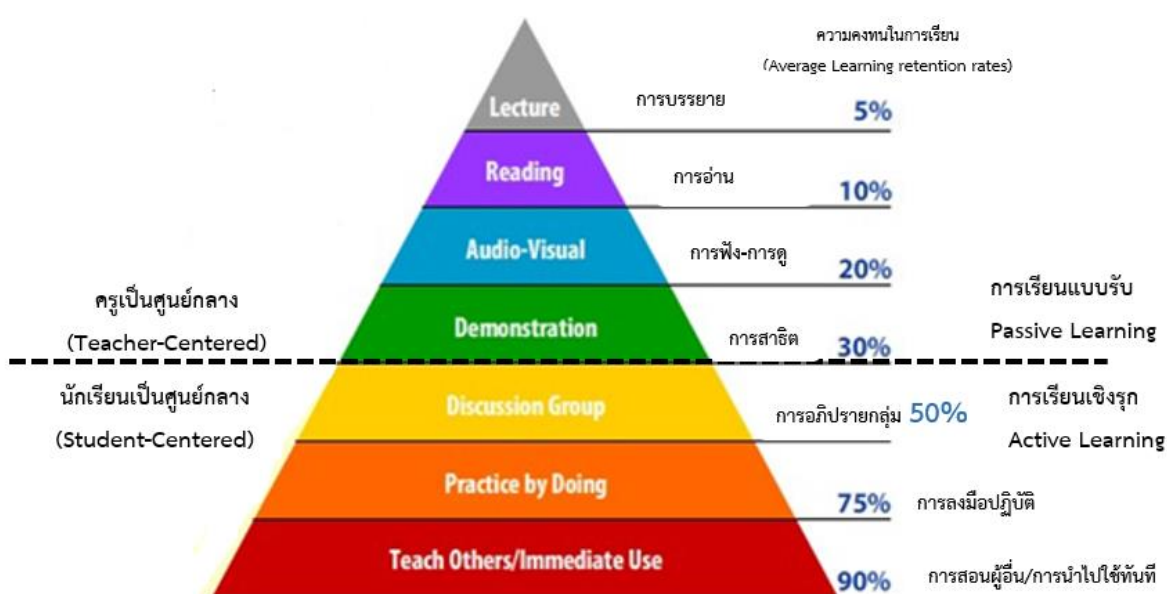 ความคงทนในการเรียน
(Average Learning retention rates)
Lecture
การบรรยาย
5%
Reading
การอ่าน
10%
Audio-Visual
การฟัง-การดู
20%
ครูเป็นศูนย์กลาง
(Teacher-Centered)
Demonstration
การสาธิต
30%
การเรียนแบบรับ
Passive Learning
นักเรียนเป็นศูนย์กลาง
(Student-Centered)
Discussion Group
การอภิปรายกลุ่ม 50%
การเรียนเชิงรุก
Active Learning
Practice by Doing
75%
การลงมือปฏิบัติ
Teach Others/Immediate Use
90%
การสอนผู้อื่น/การนำไปใช้ทันที